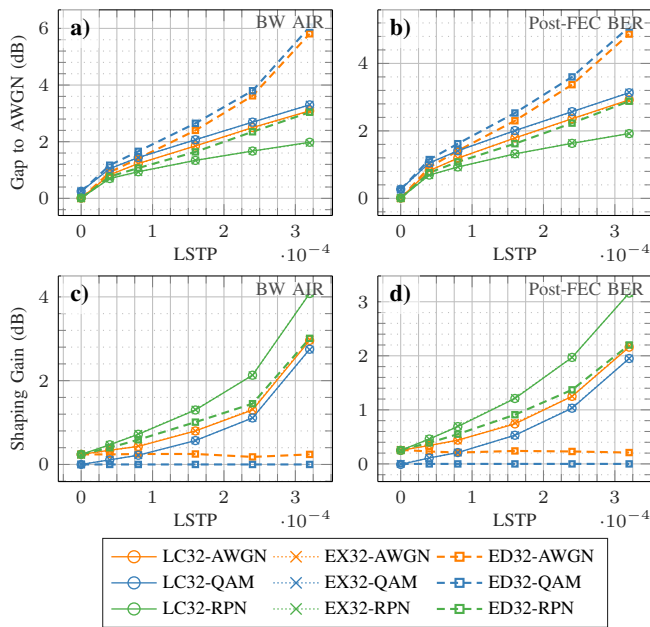 a) BW AIR
Gap to AWGN (dB)
6
4
2
0
0 1 2 3
LSTP
·10⁻⁴
b) Post-FEC BER
4
2
0
0 1 2 3
LSTP
·10⁻⁴
c) BW AIR
Shaping Gain (dB)
4
2
0
0 1 2 3
LSTP
·10⁻⁴
d) Post-FEC BER
3
2
1
0
0 1 2 3
LSTP
·10⁻⁴
LC32-AWGN EX32-AWGN ED32-AWGN
LC32-QAM EX32-QAM ED32-QAM
LC32-RPN EX32-RPN ED32-RPN